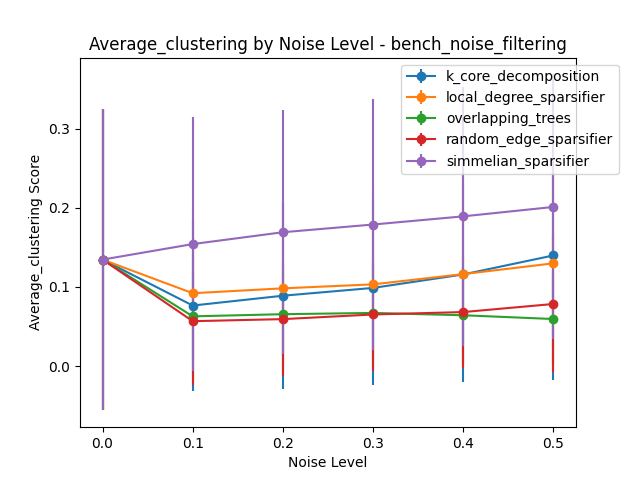 Average_clustering by Noise Level - bench_noise_filtering
k_core_decomposition
local_degree_sparsifier
overlapping_trees
random_edge_sparsifier
simmelian_sparsifier
Average_clustering Score
0.3
0.2
0.1
0.0
0.0 0.1 0.2 0.3 0.4 0.5
Noise Level